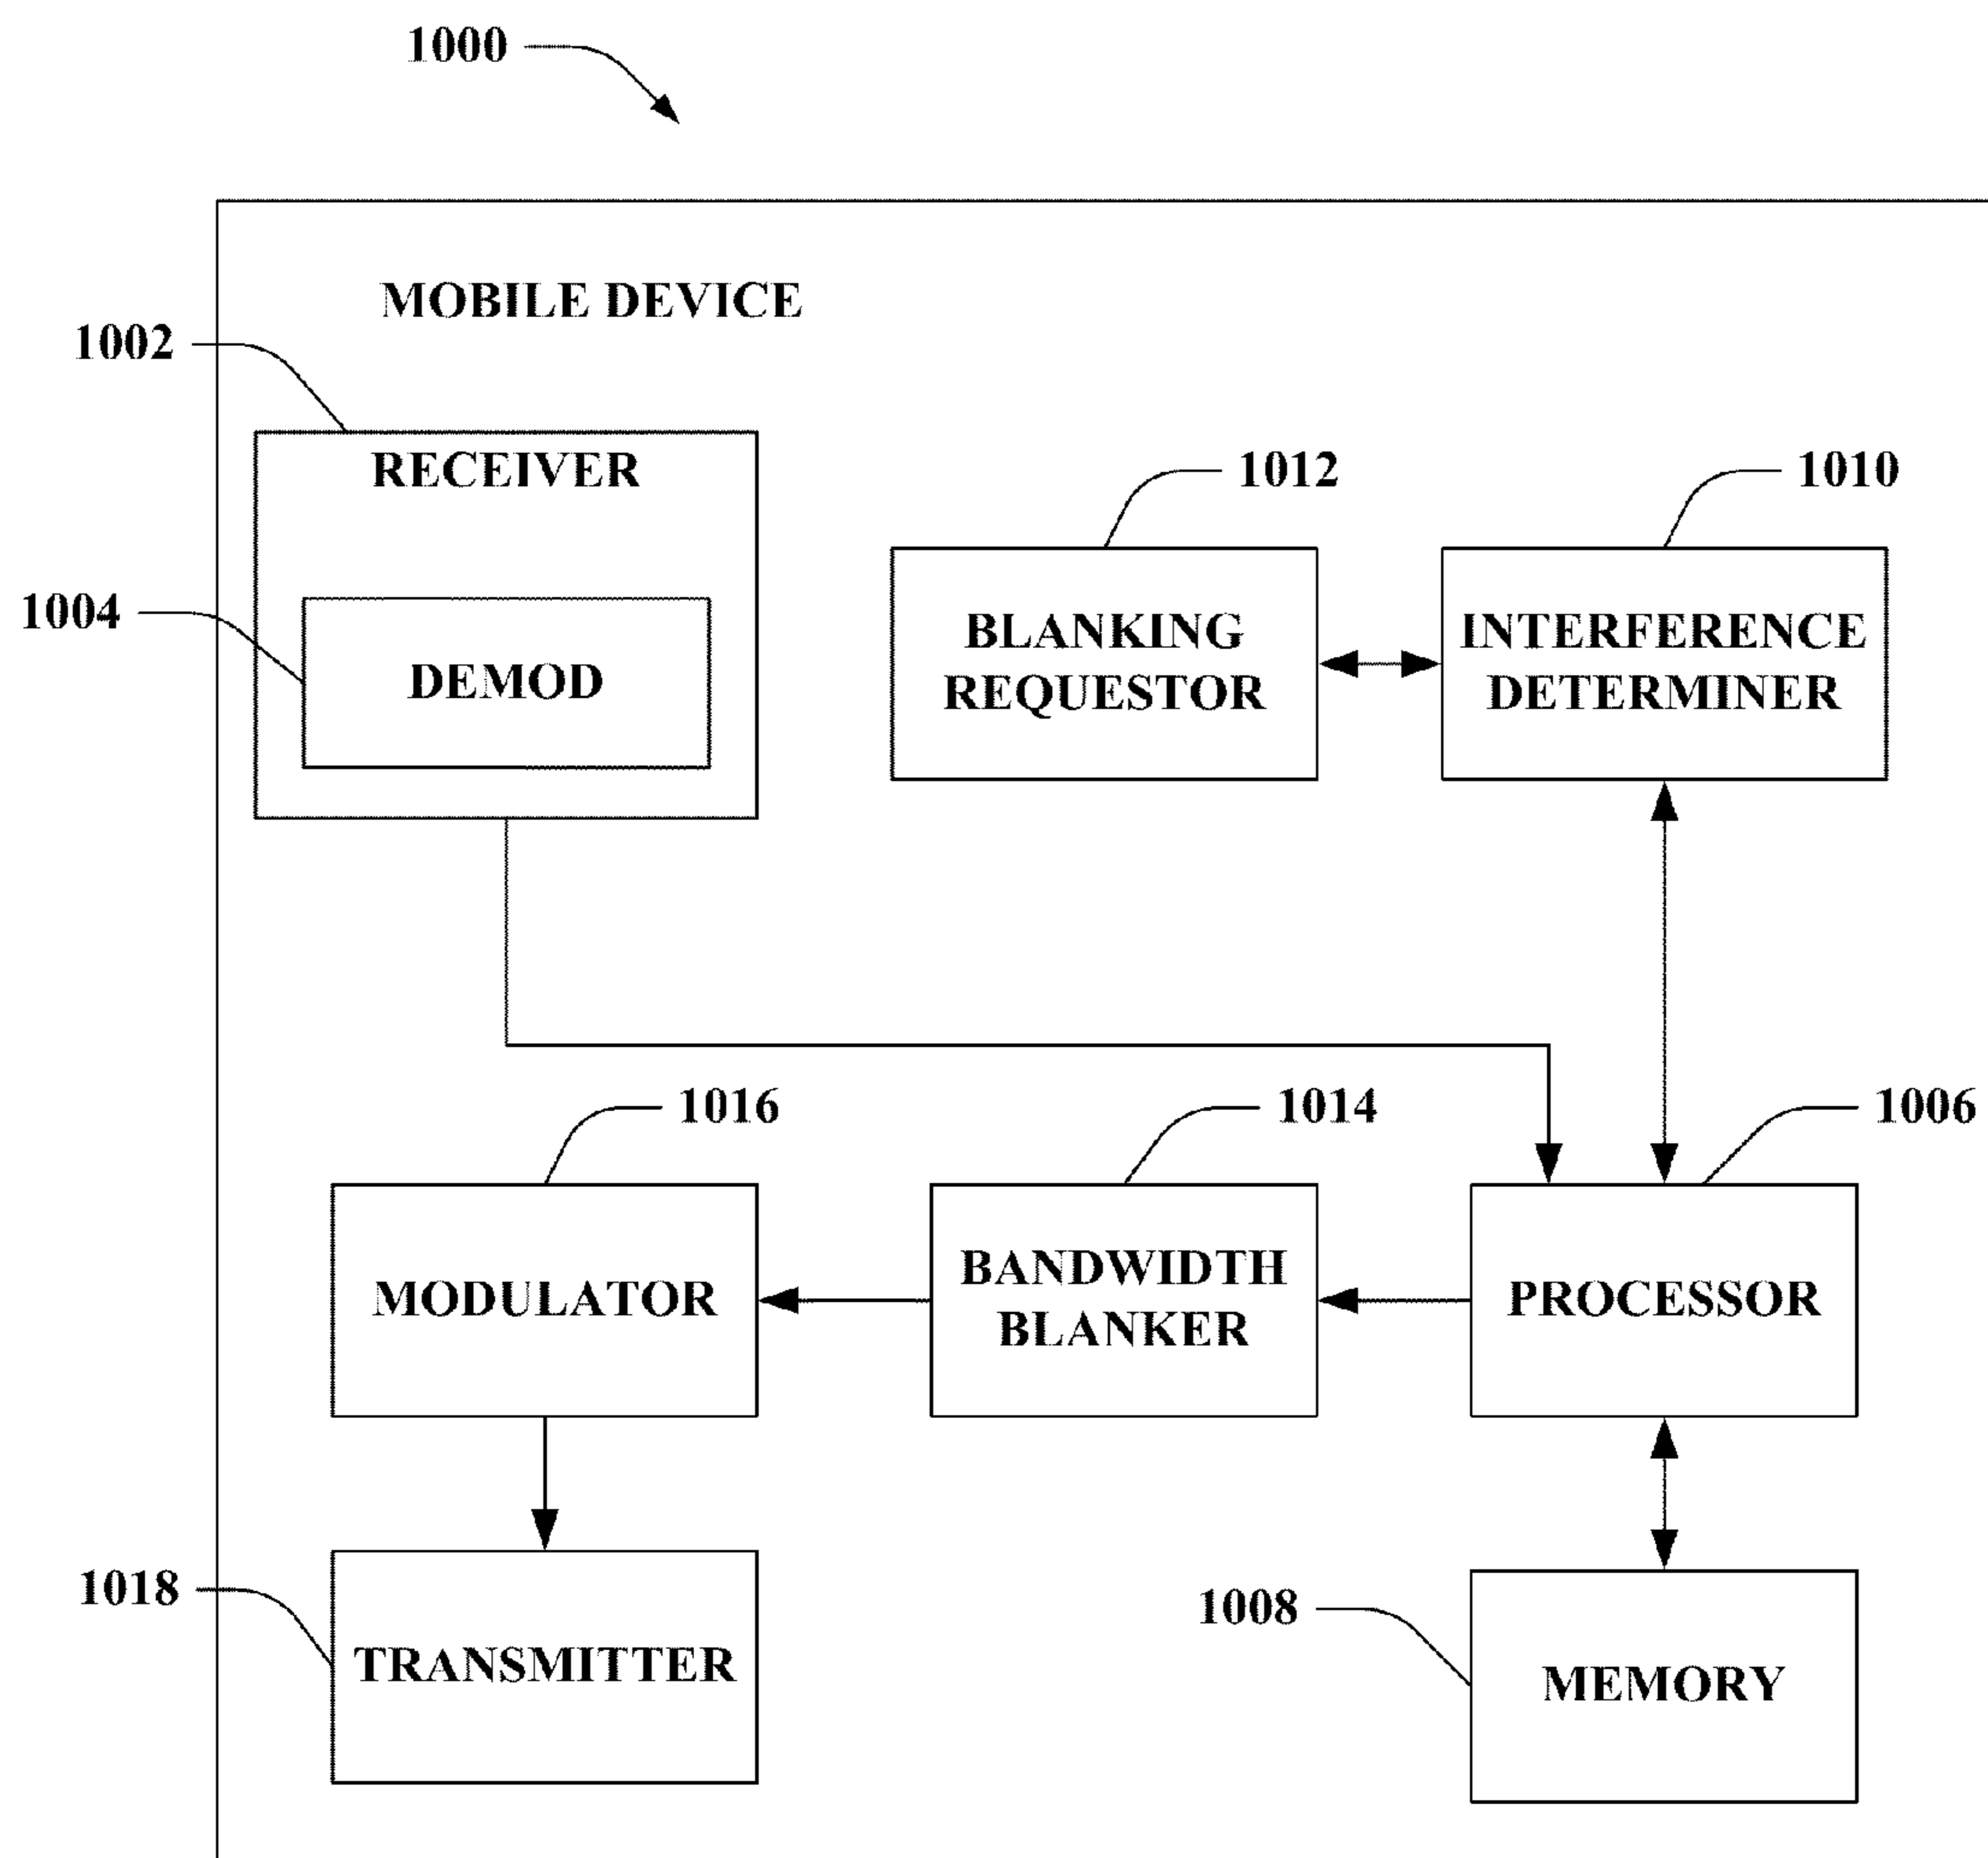 1000
MOBILE DEVICE
1002
RECEIVER
1012
1010
1004
DEMOD
BLANKING
REQUESTOR
INTERFERENCE
DETERMINER
1016
1014
1006
MODULATOR
BANDWIDTH
BLANKER
PROCESSOR
1018
TRANSMITTER
1008
MEMORY